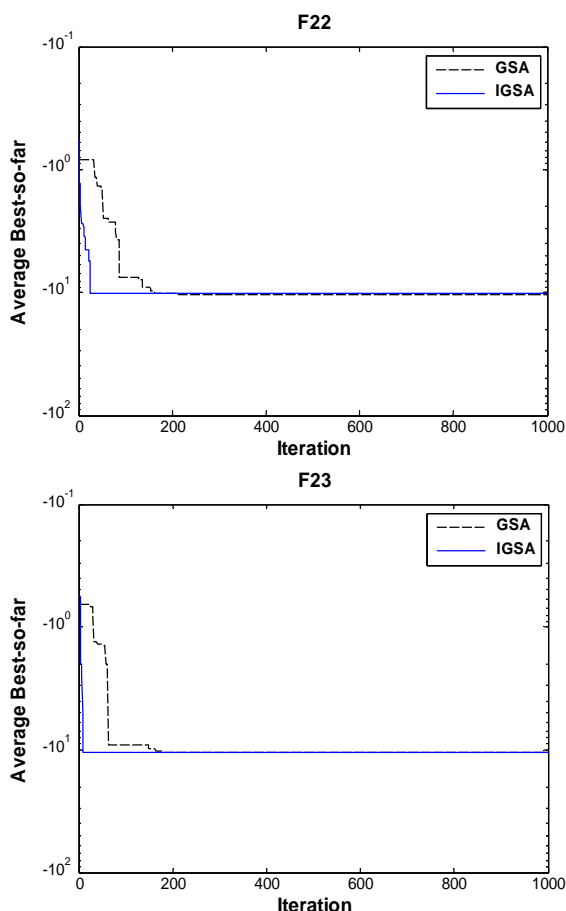 F22
-10^-1
-10^0
-10^1
-10^2
Average Best-so-far
GSA
IGSA
0 200 400 600 800 1000
Iteration
F23
-10^-1
-10^0
-10^1
-10^2
Average Best-so-far
GSA
IGSA
0 200 400 600 800 1000
Iteration